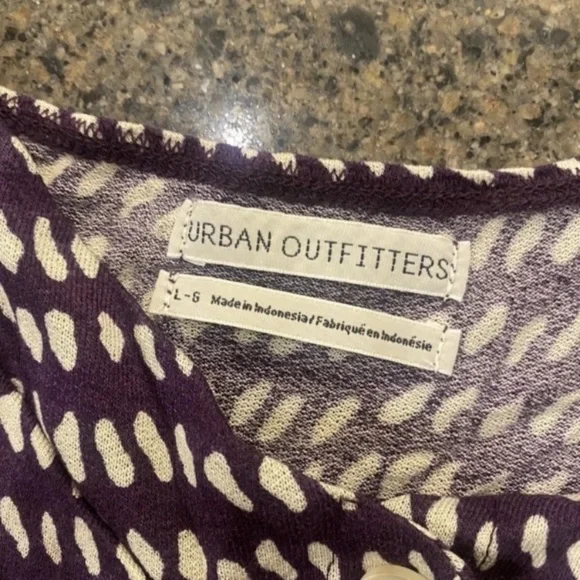 URBAN OUTFITTERS
L-G Made in Indonesia/Fabriqué en Indonésie